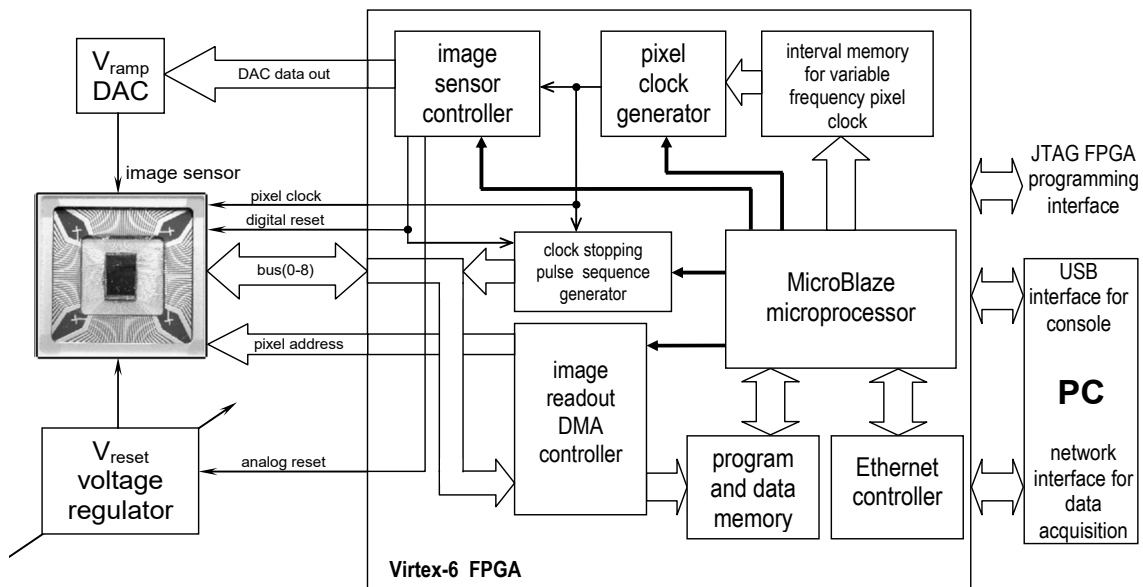 V_ramp
DAC
DAC data out
image
sensor
controller
pixel
clock
generator
interval memory
for variable
frequency pixel
clock
JTAG FPGA
programming
interface
image sensor
pixel clock
digital reset
bus(0-8)
clock stopping
pulse sequence
generator
MicroBlaze
microprocessor
USB
interface for
console
PC
network
interface for
data
acquisition
pixel address
image
readout
DMA
controller
V_reset
voltage
regulator
analog reset
program
and data
memory
Ethernet
controller
Virtex-6 FPGA